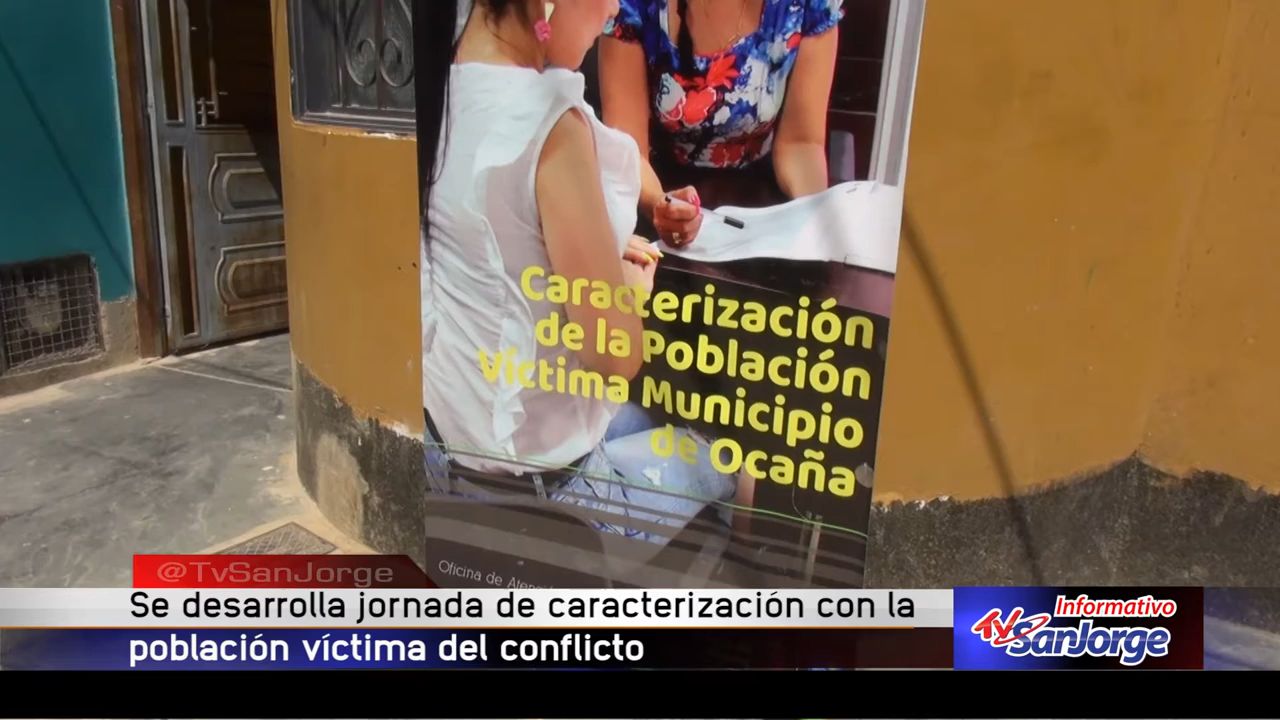 Caracterización
de la Población
Víctima Municipio
de Ocaña
Oficina de
@TvSanJorge
Se desarrolla jornada de caracterización con la
población víctima del conflicto
Informativo
TV SanJorge